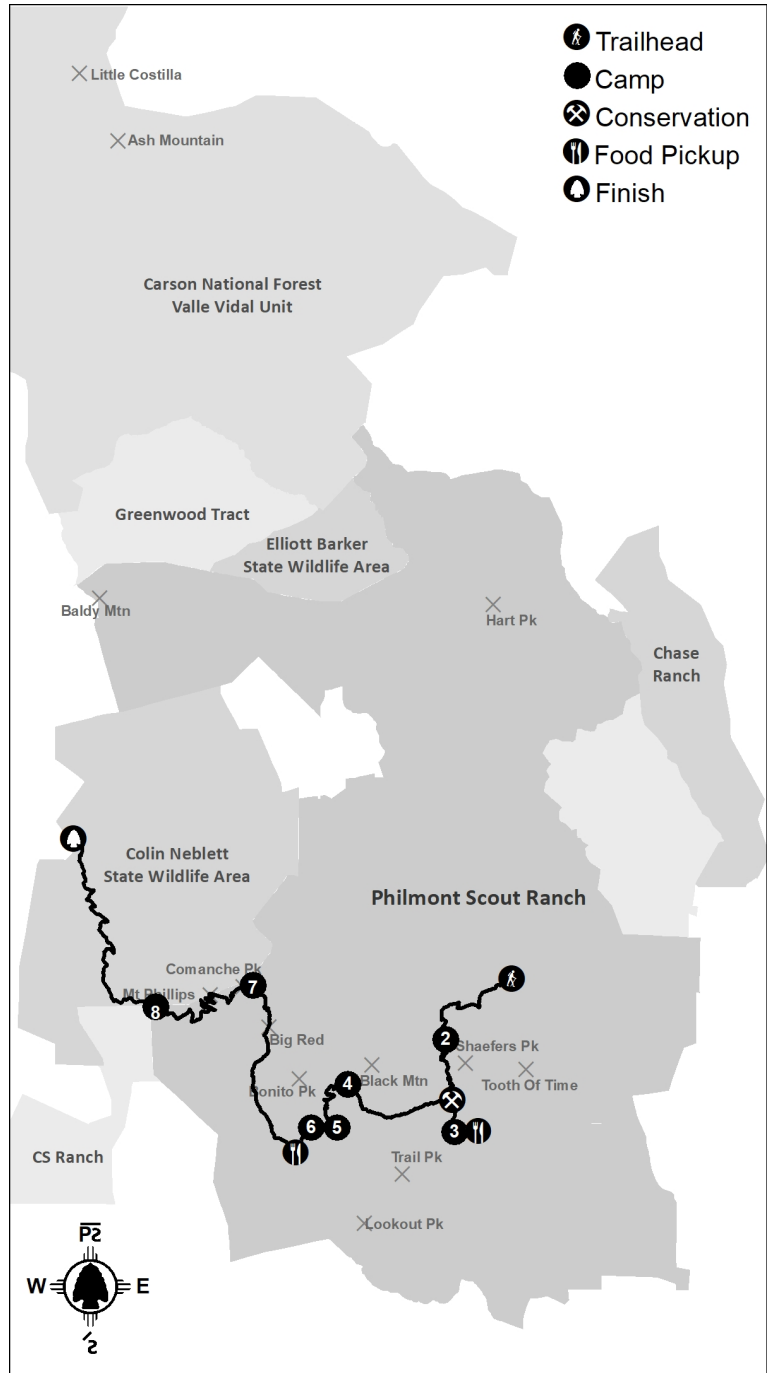 Trailhead
Camp
Conservation
Food Pickup
Finish
Little Costilla
Ash Mountain
Carson National Forest
Valle Vidal Unit
Greenwood Tract
Elliott Barker
State Wildlife Area
Baldy Mtn
Hart Pk
Chase
Ranch
Colin Neblett
State Wildlife Area
Philmont Scout Ranch
Comanche Pk
7
Mt Phillips
8
Big Red
2
Shaefers Pk
Tooth Of Time
Black Mtn
4
Bonito Pk
6
5
3
CS Ranch
Trail Pk
Lookout Pk
W
E